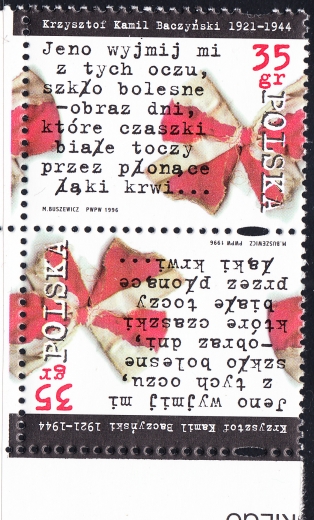 Krzysztof Kamil Baczyński 1921-1944
Jeno wyjmij mi
z tych oczu,
szkło bolesne
-obraz dni,
które czaszki
białe toczy
przez płonące
łąki krwi...
35
gr
POLSKA
M.BUSZEWICZ PWPW 1996
M.BUSZEWICZ PWPW 1996
Krzysztof Kamil Baczyński 1921-1944
Jeno wyjmij mi
z tych oczu,
szkło bolesne
-obraz dni,
które czaszki
białe toczy
przez płonące
łąki krwi...
35
gr
POLSKA